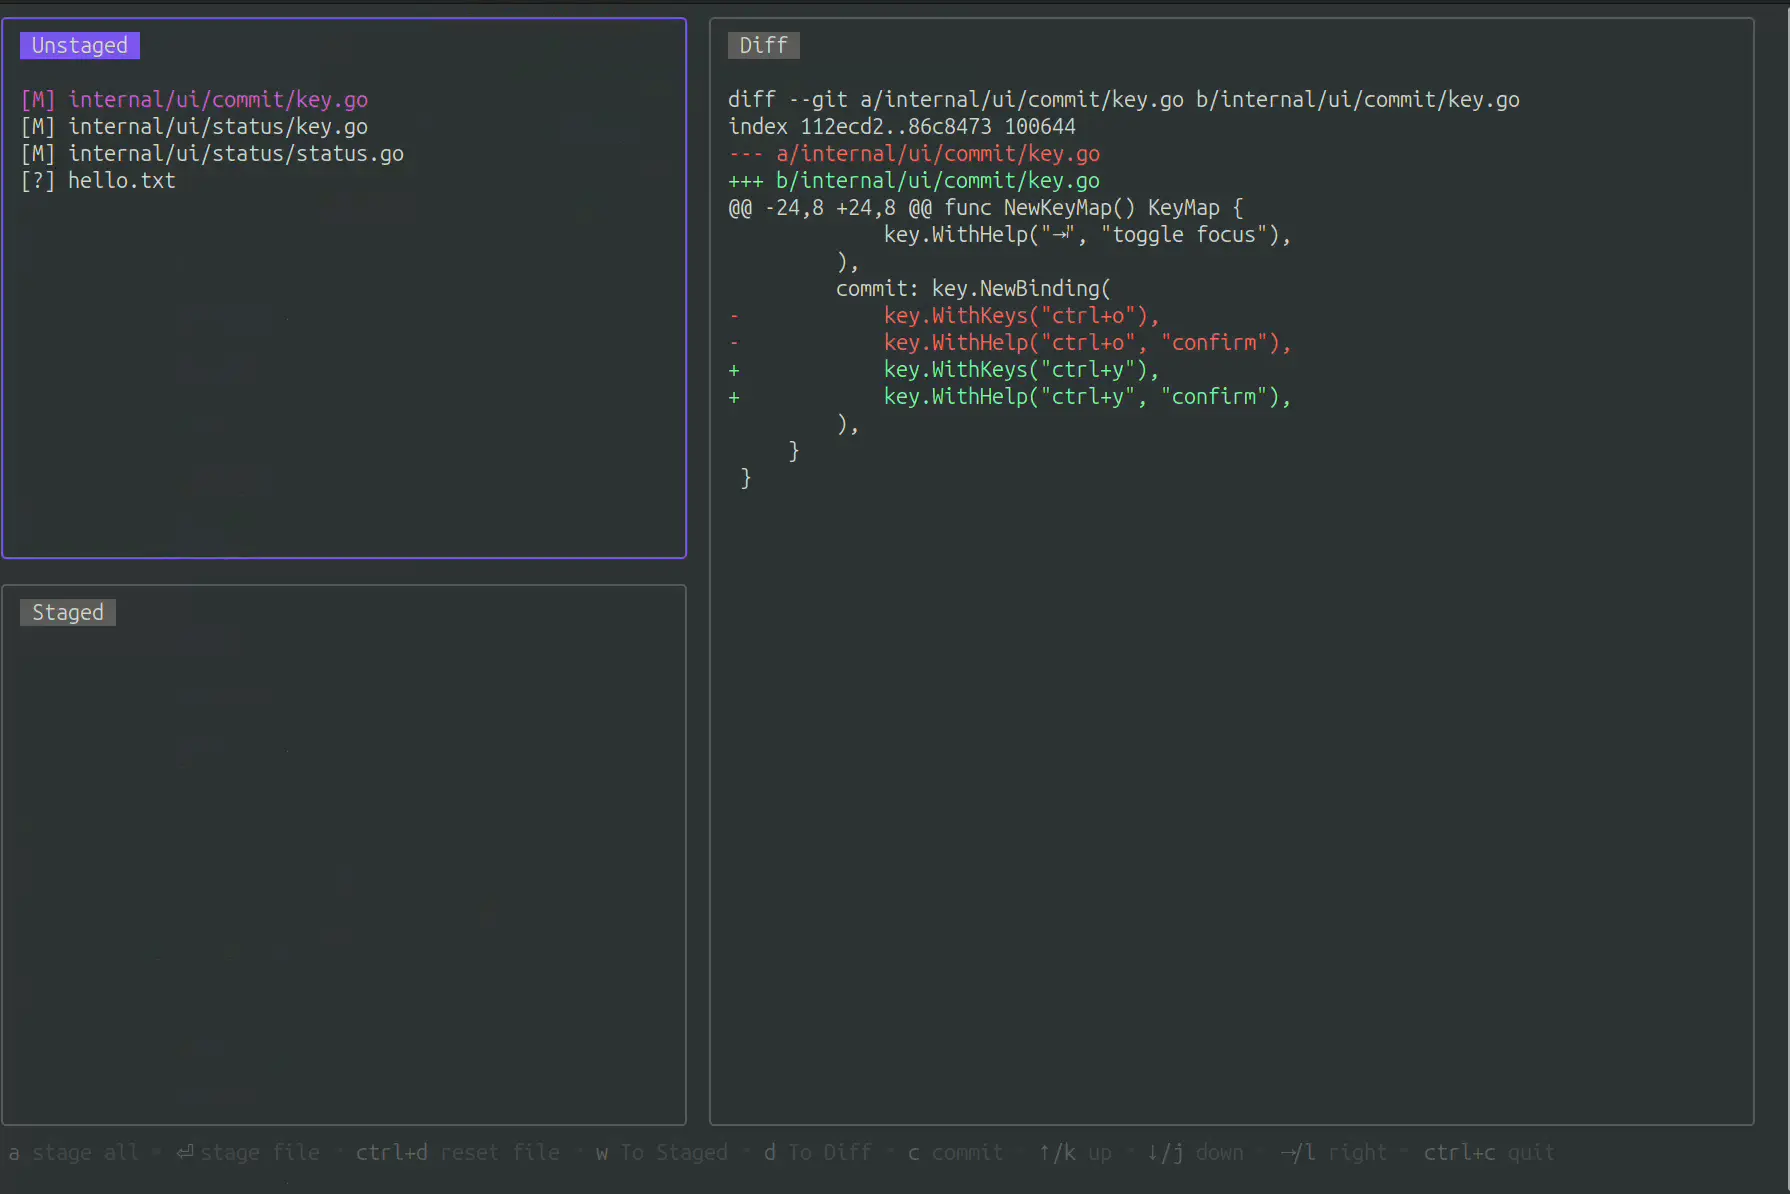 Unstaged
[M] internal/ui/commit/key.go
[M] internal/ui/status/key.go
[M] internal/ui/status/status.go
[?] hello.txt
Staged
Diff
diff --git a/internal/ui/commit/key.go b/internal/ui/commit/key.go
index 112ecd2..86c8473 100644
--- a/internal/ui/commit/key.go
+++ b/internal/ui/commit/key.go
@@ -24,8 +24,8 @@ func NewKeyMap() KeyMap {
key.WithHelp("⇥", "toggle focus"),
),
commit: key.NewBinding(
- key.WithKeys("ctrl+o"),
- key.WithHelp("ctrl+o", "confirm"),
+ key.WithKeys("ctrl+y"),
+ key.WithHelp("ctrl+y", "confirm"),
),
}
}
a stage all • ⏎ stage file • ctrl+d reset file • w To Staged • d To Diff • c commit • ↑/k up • ↓/j down • →/l right • ctrl+c quit